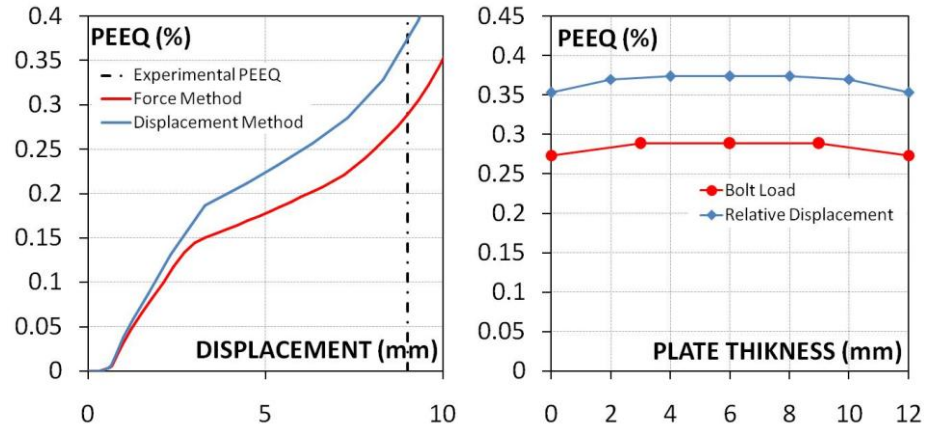 0.4
0.35
0.3
0.25
0.2
0.15
0.1
0.05
0
PEEQ (%)
Experimental PEEQ
Force Method
Displacement Method
DISPLACEMENT (mm)
0 5 10
0.45
0.4
0.35
0.3
0.25
0.2
0.15
0.1
0.05
0
PEEQ (%)
Bolt Load
Relative Displacement
PLATE THIKNESS (mm)
0 2 4 6 8 10 12